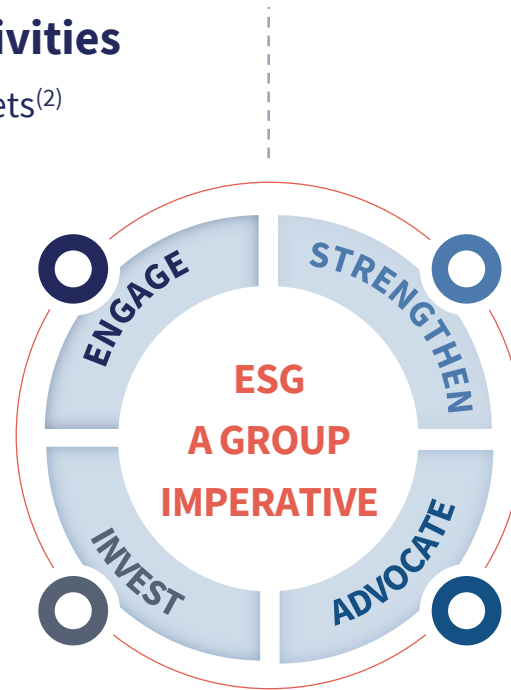 ivities
ets(2)
ENGAGE
STRENGTHEN
ESG
A GROUP
IMPERATIVE
INVEST
ADVOCATE